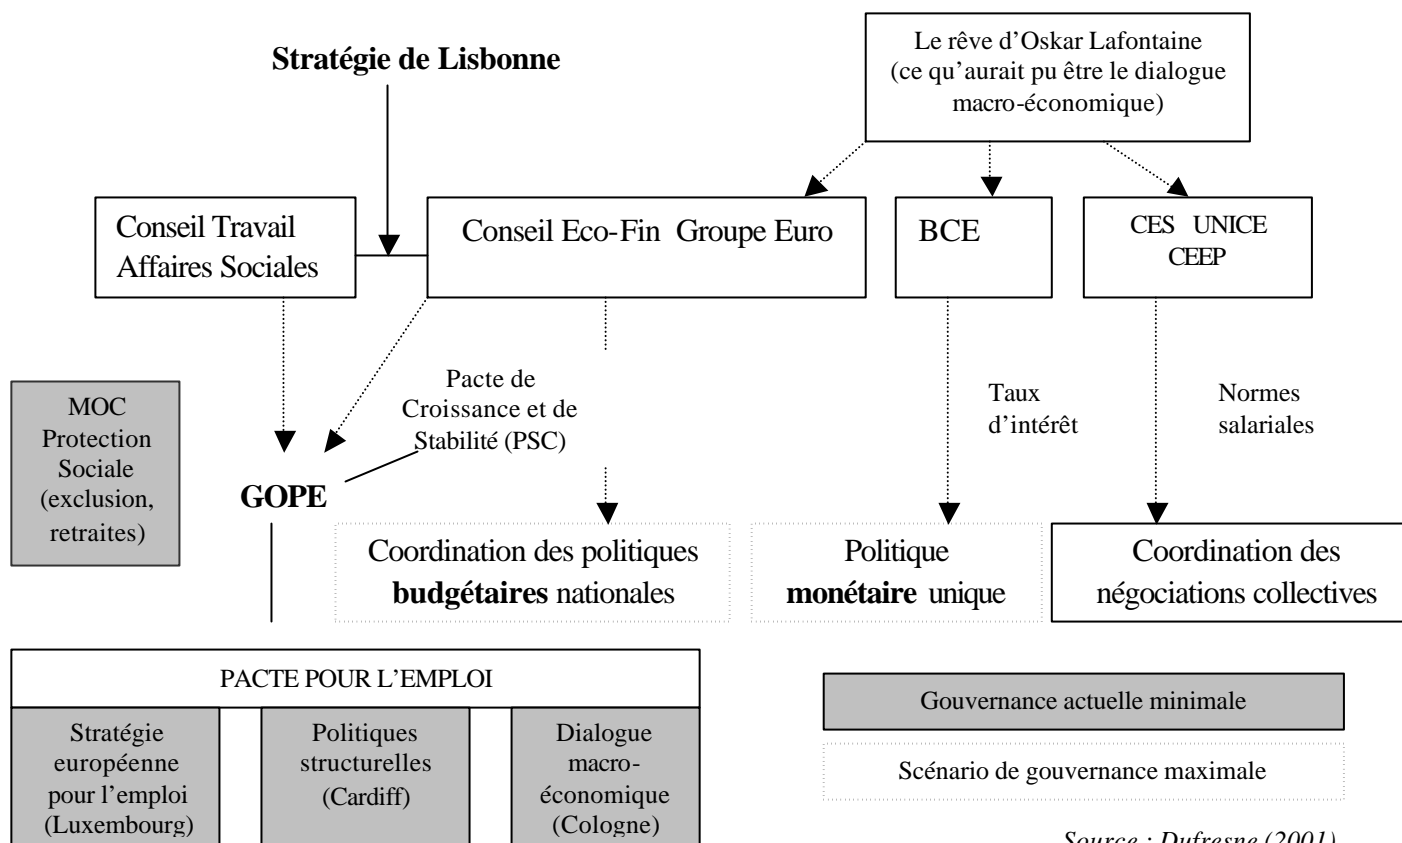 Stratégie de Lisbonne
Le rêve d'Oskar Lafontaine
(ce qu'aurait pu être le dialogue
macro-économique)
Conseil Travail
Affaires Sociales
Conseil Eco-Fin Groupe Euro
BCE
CES UNICE
CEEP
MOC
Protection
Sociale
(exclusion,
retraites)
Pacte de
Croissance et de
Stabilité (PSC)
Taux
d'intérêt
Normes
salariales
GOPE
Coordination des politiques
budgétaires nationales
Politique
monétaire unique
Coordination des
négociations collectives
PACTE POUR L'EMPLOI
Stratégie
européenne
pour l'emploi
(Luxembourg)
Politiques
structurelles
(Cardiff)
Dialogue
macro-
économique
(Cologne)
Gouvernance actuelle minimale
Scénario de gouvernance maximale
Source : Dufresne (2001)